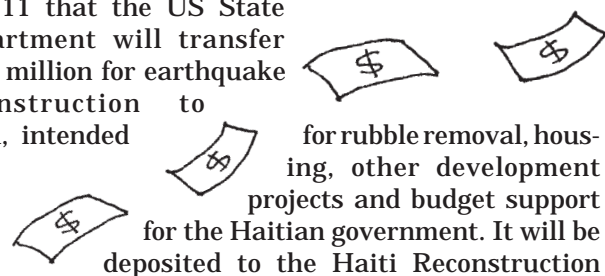 11 that the US State
artment will transfer
million for earthquake
nstruction to
, intended for rubble removal, hous-
ing, other development
projects and budget support
for the Haitian government. It will be
deposited to the Haiti Reconstruction
$
$
$
$